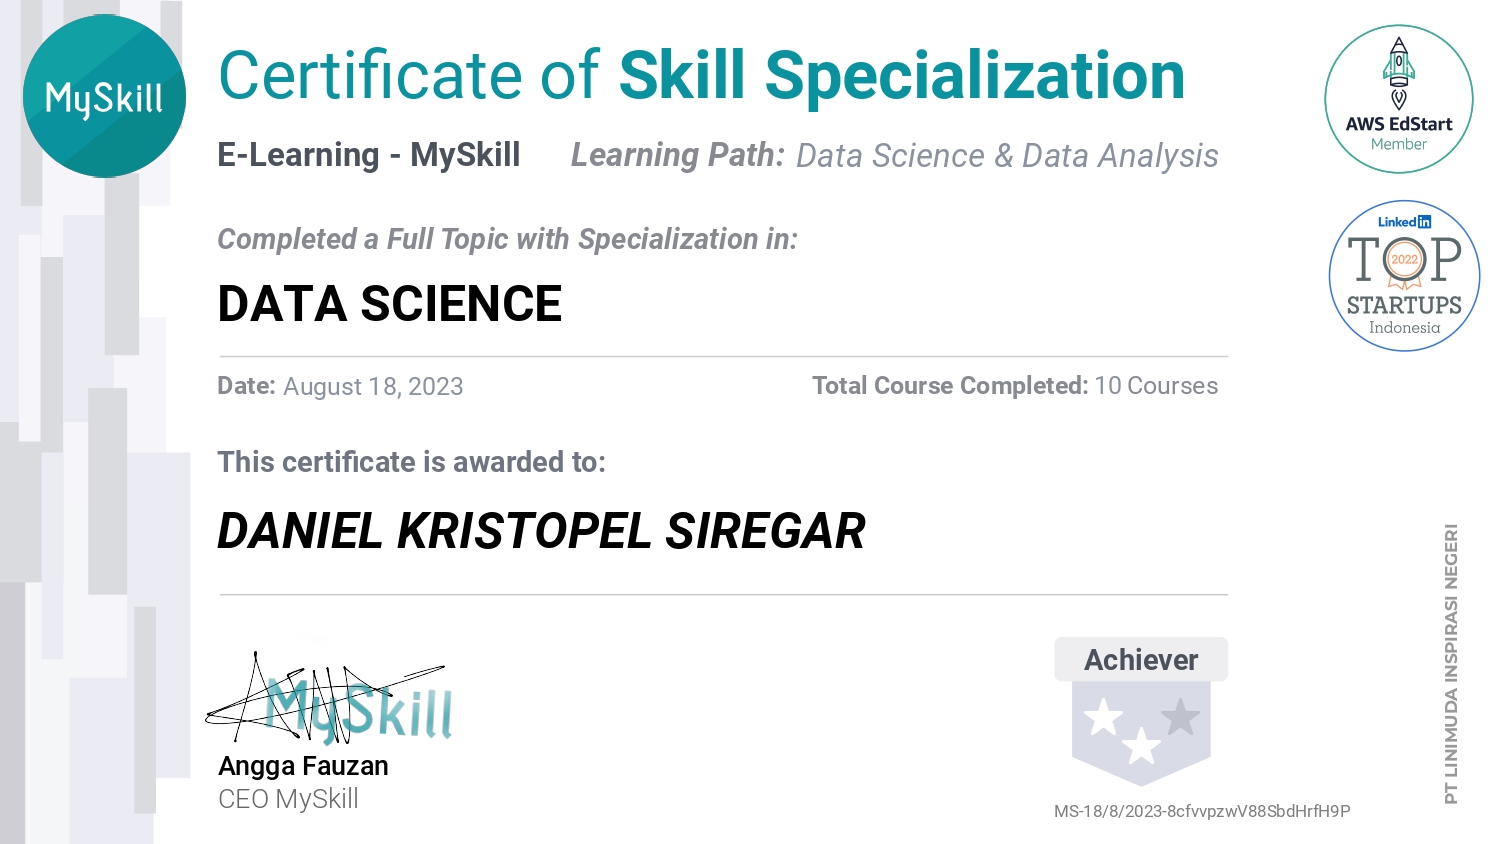 MySkill
Certificate of Skill Specialization
E-Learning - MySkill Learning Path: Data Science & Data Analysis
Completed a Full Topic with Specialization in:
DATA SCIENCE
Date: August 18, 2023 Total Course Completed: 10 Courses
This certificate is awarded to:
DANIEL KRISTOPEL SIREGAR
MySkill
Angga Fauzan
CEO MySkill
Achiever
MS-18/8/2023-8cfvvpzwV88SbdHrfH9P
AWS EdStart
Member
Linked in
TOP
2022
STARTUPS
Indonesia
PT LINIMUDA INSPIRASI NEGERI